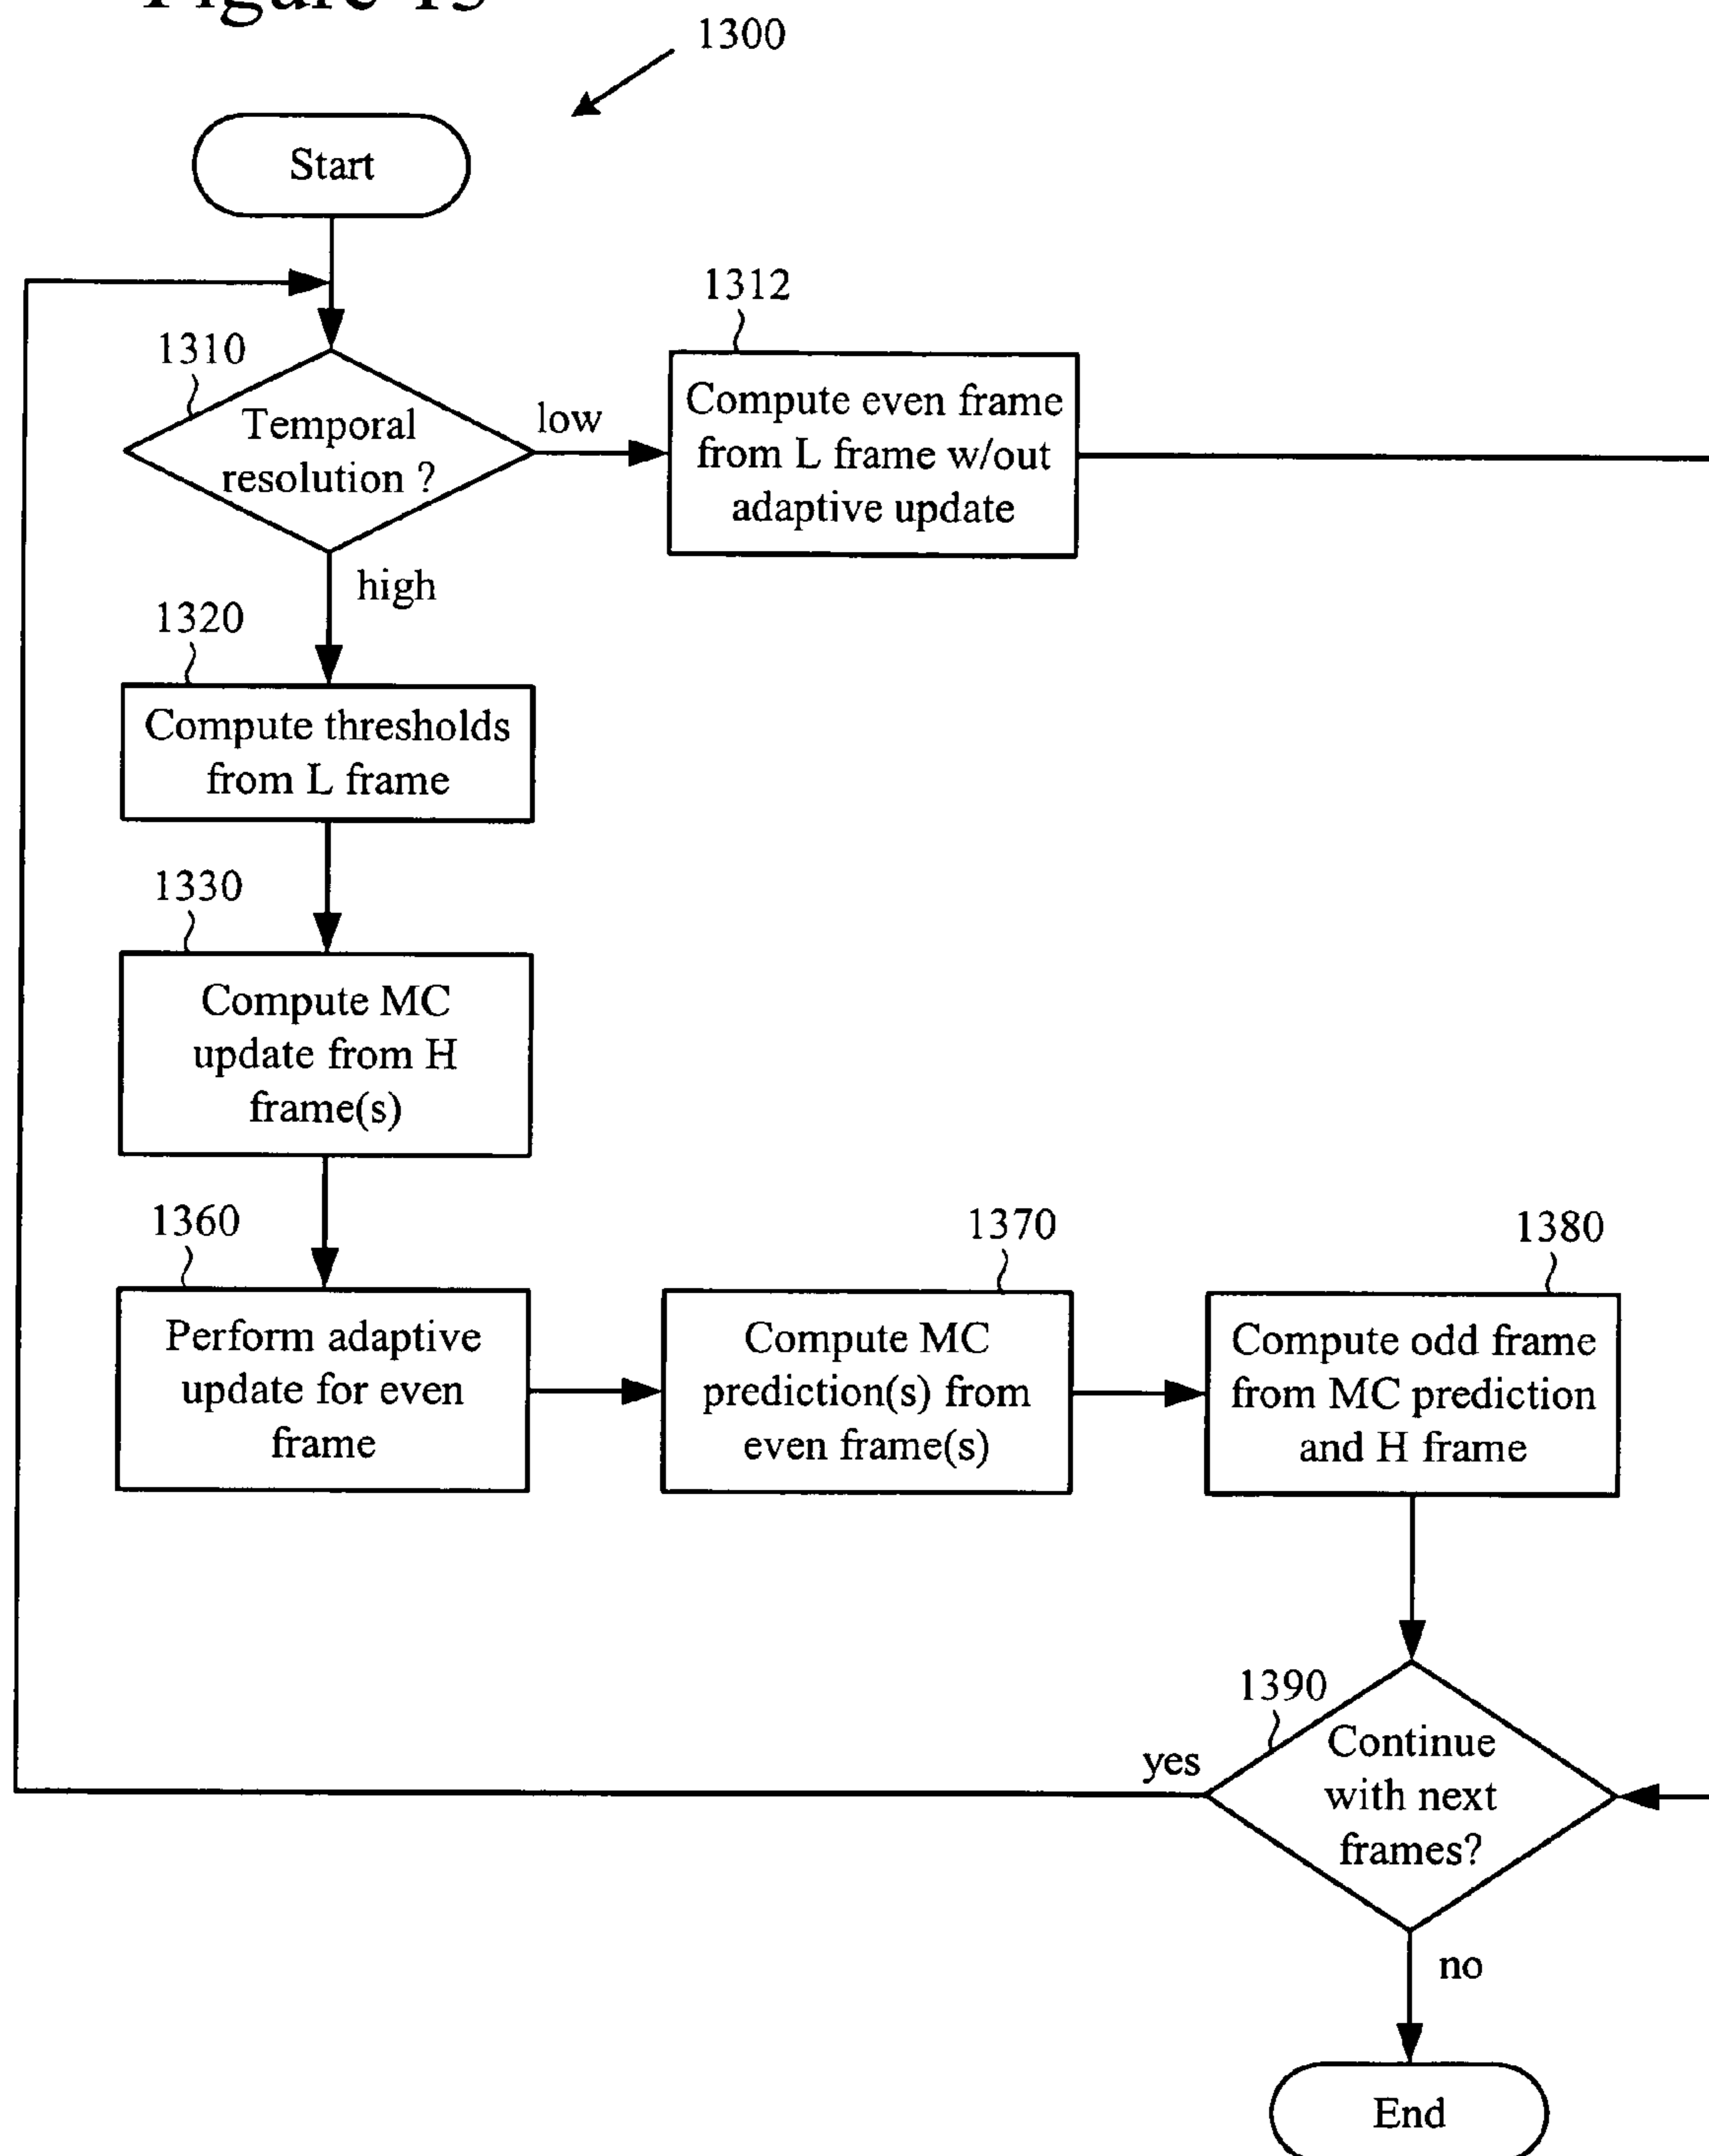 Figure 13
1300
Start
1312
1310
Temporal
resolution ?
low
Compute even frame
from L frame w/out
adaptive update
high
1320
Compute thresholds
from L frame
1330
Compute MC
update from H
frame(s)
1360
Perform adaptive
update for even
frame
1370
Compute MC
prediction(s) from
even frame(s)
1380
Compute odd frame
from MC prediction
and H frame
1390
Continue
with next
frames?
yes
no
End